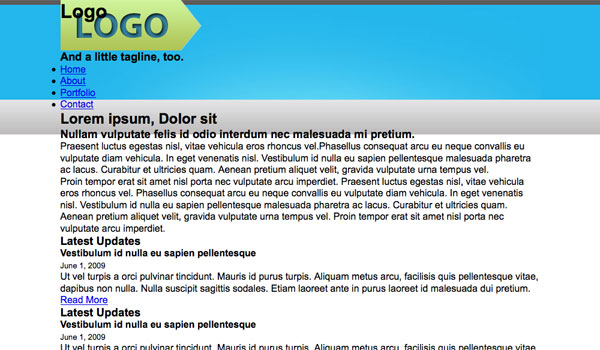 Logo
LOGO
And a little tagline, too.
Home
About
Portfolio
Contact
Lorem ipsum, Dolor sit
Nullam vulputate felis id odio interdum nec malesuada mi pretium.
Praesent luctus egestas nisl, vitae vehicula eros rhoncus vel.Phasellus consequat arcu eu neque convallis eu
vulputate diam vehicula. In eget venenatis nisl. Vestibulum id nulla eu sapien pellentesque malesuada pharetra
ac lacus. Curabitur et ultricies quam. Aenean pretium aliquet velit, gravida vulputate urna tempus vel.
Proin tempor erat sit amet nisl porta nec vulputate arcu imperdiet. Praesent luctus egestas nisl, vitae vehicula
eros rhoncus vel. Phasellus consequat arcu eu neque convallis eu vulputate diam vehicula. In eget venenatis
nisl. Vestibulum id nulla eu sapien pellentesque malesuada pharetra ac lacus. Curabitur et ultricies quam.
Aenean pretium aliquet velit, gravida vulputate urna tempus vel. Proin tempor erat sit amet nisl porta nec
vulputate arcu imperdiet.
Latest Updates
Vestibulum id nulla eu sapien pellentesque
June 1, 2009
Ut vel turpis a orci pulvinar tincidunt. Mauris id purus turpis. Aliquam metus arcu, facilisis quis pellentesque vitae,
dapibus non nulla. Nulla suscipit sagittis sodales. Etiam laoreet ante in purus laoreet id malesuada dui pretium.
Read More
Latest Updates
Vestibulum id nulla eu sapien pellentesque
June 1, 2009
Ut vel turpis a orci pulvinar tincidunt. Mauris id purus turpis. Aliquam metus arcu, facilisis quis pellentesque vitae,